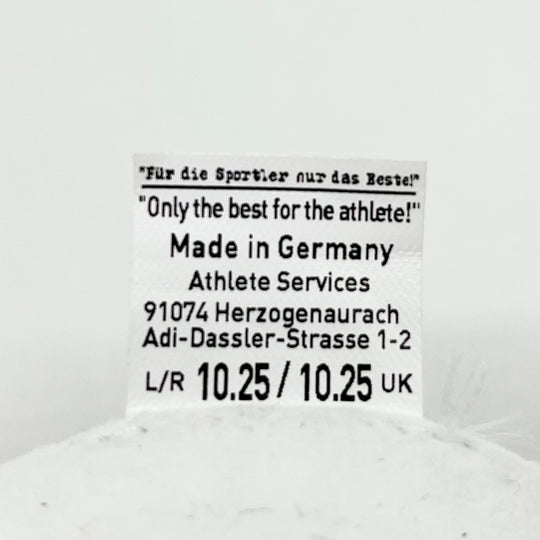 "Für die Sportler nur das Beste!"
"Only the best for the athlete!"
Made in Germany
Athlete Services
91074 Herzogenaurach
Adi-Dassler-Strasse 1-2
L/R 10.25 / 10.25 UK